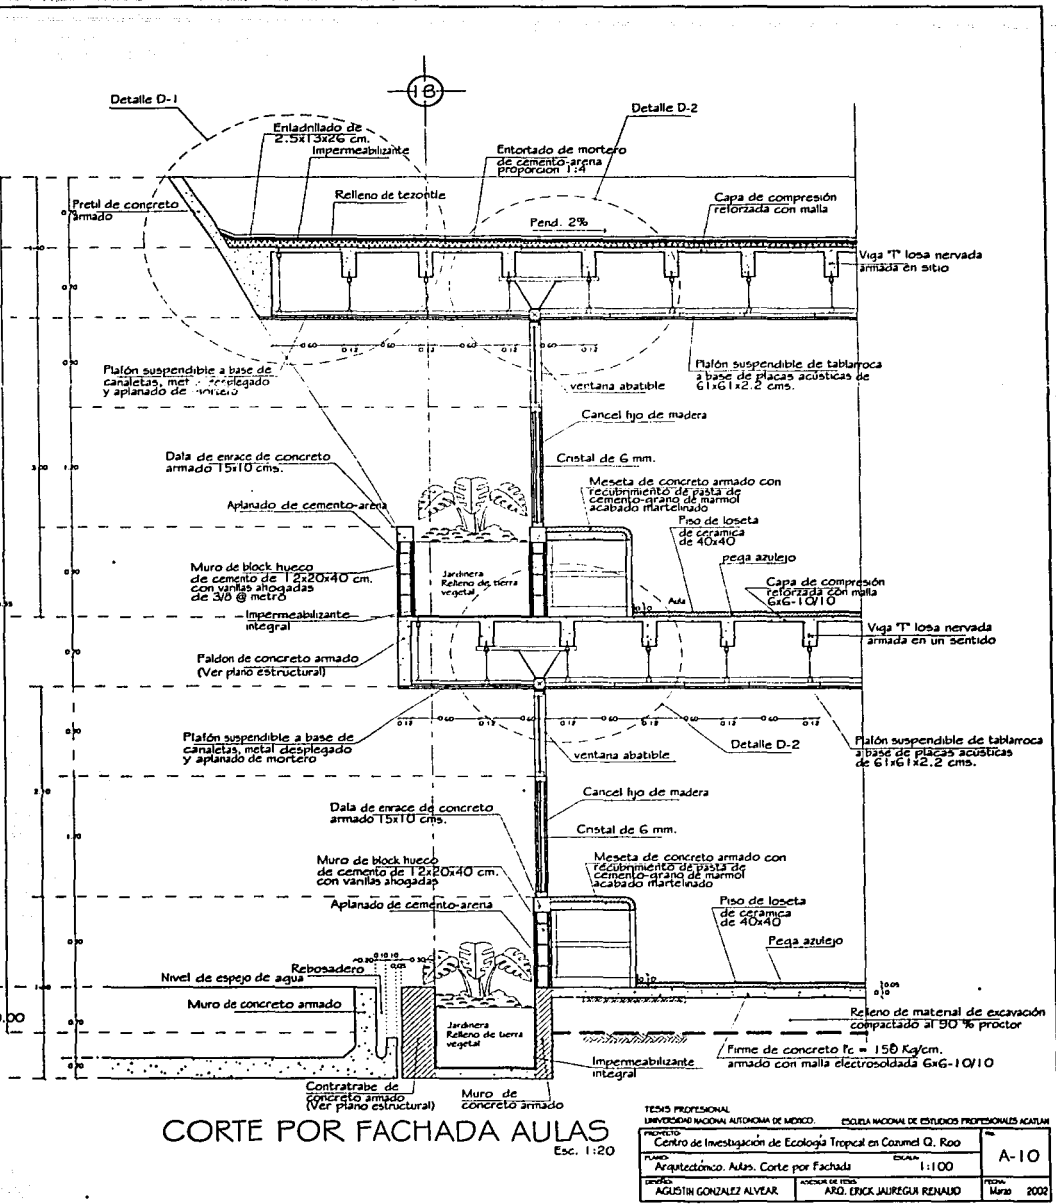 1B
Detalle D-1
Detalle D-2
Enladrillado de
2.5x13x26 cm.
Impermeabilizante
Entortado de mortero
de cemento-arena
proporcion 1:4
Relleno de tezontle
Pretil de concreto
armado
Pend. 2%
Capa de compresión
reforzada con malla
Viga "T" losa nervada
armada en sitio
Plafón suspendible a base de
canaletas, desplegado
y aplanado de
ventana abatible
Plafón suspendible de tablarroca
a base de placas acústicas de
61x61x2.2 cms.
Cancel fijo de madera
Cristal de 6 mm.
Dala de enrace de concreto
armado 15x10 cms.
Aplanado de cemento-arena
Meseta de concreto armado con
recubrimiento de pasta de
cemento-grano de marmol
acabado martelinado
Piso de loseta
de ceramica
de 40x40
pega azulejo
Muro de block hueco
de cemento de 12x20x40 cm.
con varillas ahogadas
de 3/8 @ metro
Jardinera
Relleno de tierra
vegetal
Capa de compresión
reforzada con malla
6x6-10/10
Aula
Impermeabilizante
integral
Viga "T" losa nervada
armada en un sentido
Faldon de concreto armado
(Ver plano estructural)
Plafón suspendible a base de
canaletas, metal desplegado
y aplanado de mortero
ventana abatible
Detalle D-2
Plafón suspendible de tablarroca
a base de placas acústicas
de 61x61x2.2 cms.
Cancel fijo de madera
Dala de enrace de concreto
armado 15x10 cms.
Cristal de 6 mm.
Muro de block hueco
de cemento de 12x20x40 cm.
con varillas ahogadas
Meseta de concreto armado con
recubrimiento de pasta de
cemento-grano de marmol
acabado martelinado
Aplanado de cemento-arena
Piso de loseta
de ceramica
de 40x40
Pega azulejo
Rebosadero
Nivel de espejo de agua
Muro de concreto armado
Jardinera
Relleno de tierra
vegetal
Relleno de material de excavación
compactado al 90 % proctor
Impermeabilizante
integral
Firme de concreto f'c = 150 Kg/cm.
armado con malla electrosoldada 6x6-10/10
Contratrabe de
concreto armado
(Ver plano estructural)
Muro de
concreto armado
CORTE POR FACHADA AULAS
Esc. 1:20
TESIS PROFESIONAL
UNIVERSIDAD NACIONAL AUTONOMA DE MEXICO. ESCUELA NACIONAL DE ESTUDIOS PROFESIONALES ACATLAN
PROYECTO
Centro de Investigación de Ecología Tropical en Cozumel Q. Roo
PLANO ESCALA
Arquitectónico. Aulas. Corte por Fachada 1:100
A-10
AGUSTIN GONZALEZ ALVEAR
ASESOR DE TESIS
ARQ. ERICK JAUREGUI RENAUD
FECHA
Marzo 2002